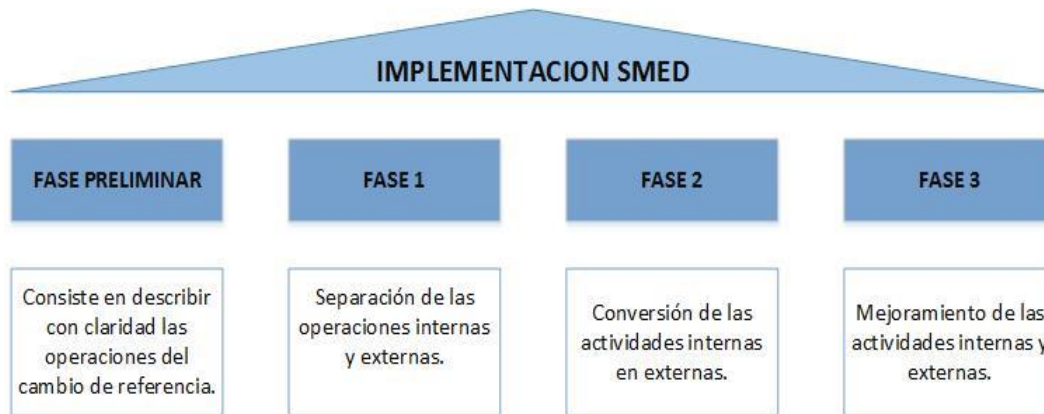 IMPLEMENTACION SMED
FASE PRELIMINAR
Consiste en describir
con claridad las
operaciones del
cambio de referencia.
FASE 1
Separación de las
operaciones internas
y externas.
FASE 2
Conversión de las
actividades internas
en externas.
FASE 3
Mejoramiento de las
actividades internas y
externas.